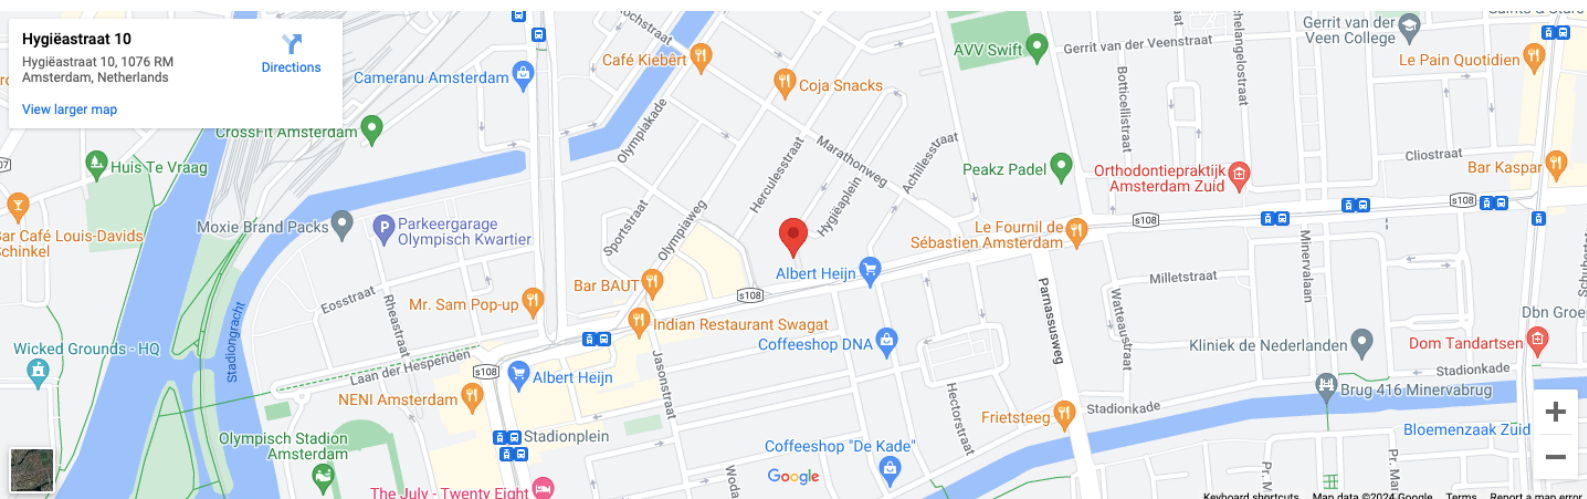 Hygiëastraat 10
Hygiëastraat 10, 1076 RM
Amsterdam, Netherlands
Directions
View larger map
Cameranu Amsterdam
CrossFit Amsterdam
Huis Te Vraag
Café Kiebêrt
Coja Snacks
AVV Swift
Gerrit van der Veenstraat
Gerrit van der
Veen College
Le Pain Quotidien
Olympiakade
Herculesstraat
Marathonweg
Achillesstraat
Hygiëaplein
Peakz Padel
Botticellistraat
Orthodontiepraktijk
Amsterdam Zuid
Cliostraat
Bar Kaspar
Moxie Brand Packs
Parkeergarage
Olympisch Kwartier
Bar Café Louis-Davids
Schinkel
Sportstraat
Olympiaweg
Le Fournil de
Sébastien Amsterdam
s108
s108
Albert Heijn
Bar BAUT
s108
Mr. Sam Pop-up
Eosstraat
Rheastraat
Indian Restaurant Swagat
Coffeeshop DNA
Parnassusweg
Milletstraat
Minervalaan
Watteaustraat
Wicked Grounds - HQ
Stadiongracht
Laan der Hesperiden
s108
Albert Heijn
NENI Amsterdam
Jasonstraat
Hectorstraat
Kliniek de Nederlanden
Dom Tandartsen
Stadionkade
Brug 416 Minervabrug
Frietsteeg
Stadionkade
Bloemenzaak Zuid
Olympisch Stadion
Amsterdam
Stadionplein
Coffeeshop "De Kade"
The July - Twenty Eight
Google
Keyboard shortcuts
Map data ©2024 Google
Terms
Report a map error